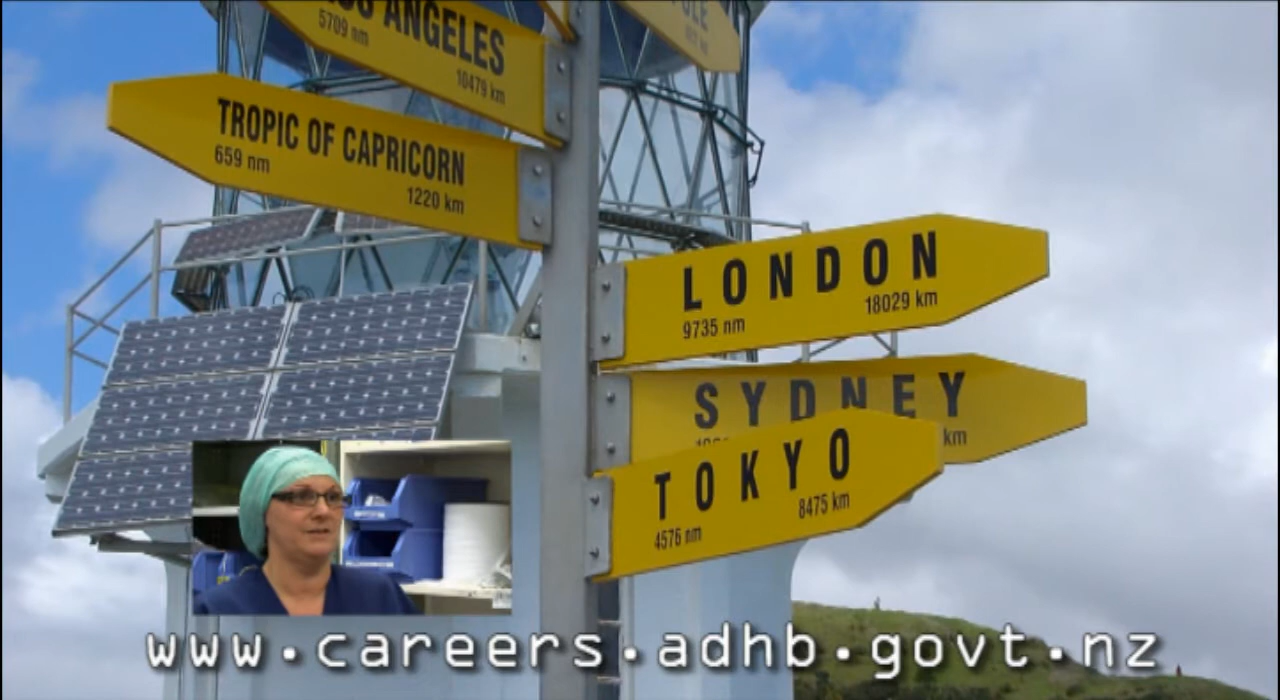 OS ANGELES
5709 nm
10479 km
TROPIC OF CAPRICORN
659 nm
1220 km
LONDON
9735 nm
18029 km
SYDNEY
km
TOKYO
4576 nm
8475 km
www.careers.adhb.govt.nz